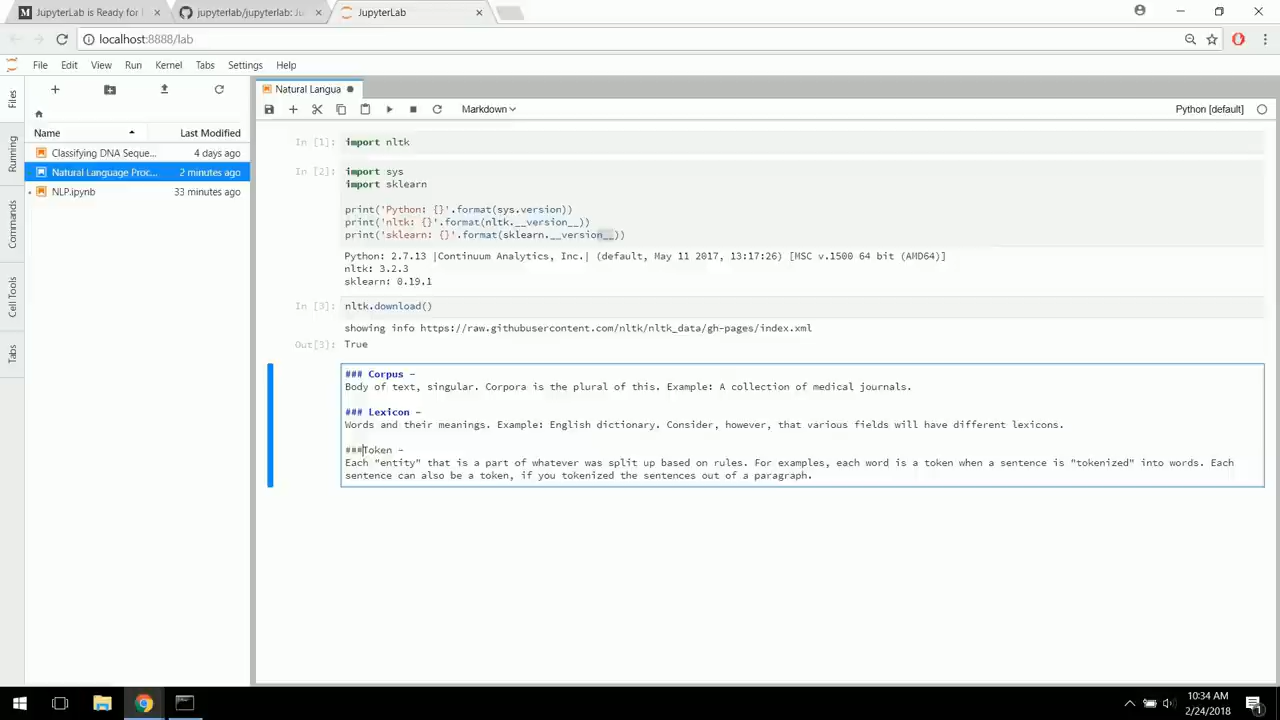 JupyterLab is Ready for
jupyterlab/jupyterlab: J
JupyterLab
localhost:8888/lab
File Edit View Run Kernel Tabs Settings Help
Files
Running
Commands
Cell Tools
Tabs
Name Last Modified
Classifying DNA Seque... 4 days ago
Natural Language Proc... 2 minutes ago
NLP.ipynb 33 minutes ago
Natural Langua
Markdown
Python [default]
In [1]: import nltk
In [2]: import sys
import sklearn
print('Python: {}'.format(sys.version))
print('nltk: {}'.format(nltk.__version__))
print('sklearn: {}'.format(sklearn.__version__))
Python: 2.7.13 |Continuum Analytics, Inc.| (default, May 11 2017, 13:17:26) [MSC v.1500 64 bit (AMD64)]
nltk: 3.2.3
sklearn: 0.19.1
In [3]: nltk.download()
showing info https://raw.githubusercontent.com/nltk/nltk_data/gh-pages/index.xml
Out[3]: True
### Corpus -
Body of text, singular. Corpora is the plural of this. Example: A collection of medical journals.
### Lexicon -
Words and their meanings. Example: English dictionary. Consider, however, that various fields will have different lexicons.
###Token -
Each "entity" that is a part of whatever was split up based on rules. For examples, each word is a token when a sentence is "tokenized" into words. Each
sentence can also be a token, if you tokenized the sentences out of a paragraph.
10:34 AM
2/24/2018
1